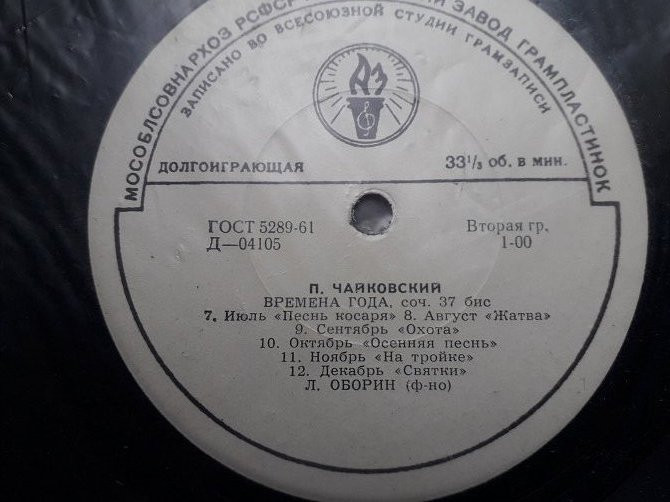 МОСОБЛСОВНАРХОЗ РСФСР ЗАВОД ГРАМПЛАСТИНОК
ЗАПИСАНО ВО ВСЕСОЮЗНОЙ СТУДИИ ГРАМЗАПИСИ
АЗ
ДОЛГОИГРАЮЩАЯ 33⅓ об. в мин.
ГОСТ 5289-61 Вторая гр.
Д—04105 1-00
П. ЧАЙКОВСКИЙ
ВРЕМЕНА ГОДА, соч. 37 бис
7. Июль «Песнь косаря» 8. Август «Жатва»
9. Сентябрь «Охота»
10. Октябрь «Осенняя песнь»
11. Ноябрь «На тройке»
12. Декабрь «Святки»
Л. ОБОРИН (ф-но)